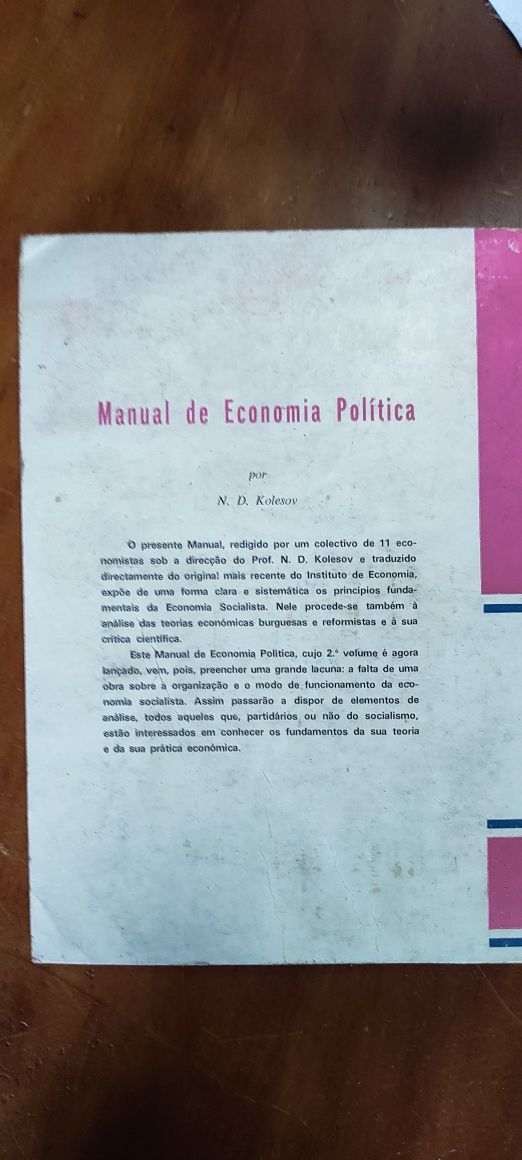 Manual de Economia Política
por
N. D. Kolesov
O presente Manual, redigido por um colectivo de 11 eco-
nomistas sob a direcção do Prof. N. D. Kolesov e traduzido
directamente do original mais recente do Instituto de Economia,
expõe de uma forma clara e sistemática os princípios funda-
mentais da Economia Socialista. Nele procede-se também à
análise das teorias económicas burguesas e reformistas e à sua
crítica científica.
Este Manual de Economia Política, cujo 2.º volume é agora
lançado, vem, pois, preencher uma grande lacuna: a falta de uma
obra sobre a organização e o modo de funcionamento da eco-
nomia socialista. Assim passarão a dispor de elementos de
análise, todos aqueles que, partidários ou não do socialismo,
estão interessados em conhecer os fundamentos da sua teoria
e da sua prática económica.